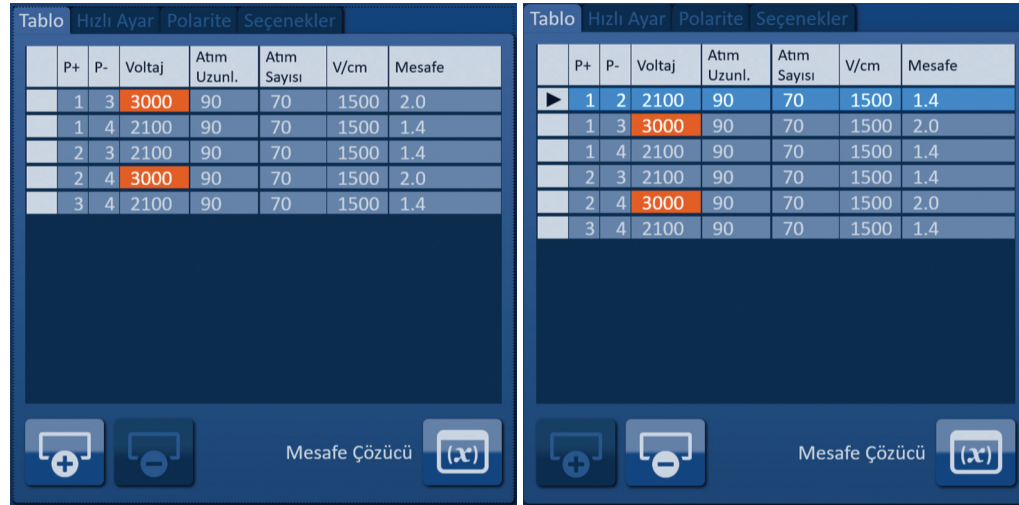 Tablo Hızlı Ayar Polarite Seçenekler
P+ P- Voltaj Atım Uzunl. Atım Sayısı V/cm Mesafe
1 3 3000 90 70 1500 2.0
1 4 2100 90 70 1500 1.4
2 3 2100 90 70 1500 1.4
2 4 3000 90 70 1500 2.0
3 4 2100 90 70 1500 1.4
Mesafe Çözücü (x)
Tablo Hızlı Ayar Polarite Seçenekler
P+ P- Voltaj Atım Uzunl. Atım Sayısı V/cm Mesafe
1 2 2100 90 70 1500 1.4
1 3 3000 90 70 1500 2.0
1 4 2100 90 70 1500 1.4
2 3 2100 90 70 1500 1.4
2 4 3000 90 70 1500 2.0
3 4 2100 90 70 1500 1.4
Mesafe Çözücü (x)